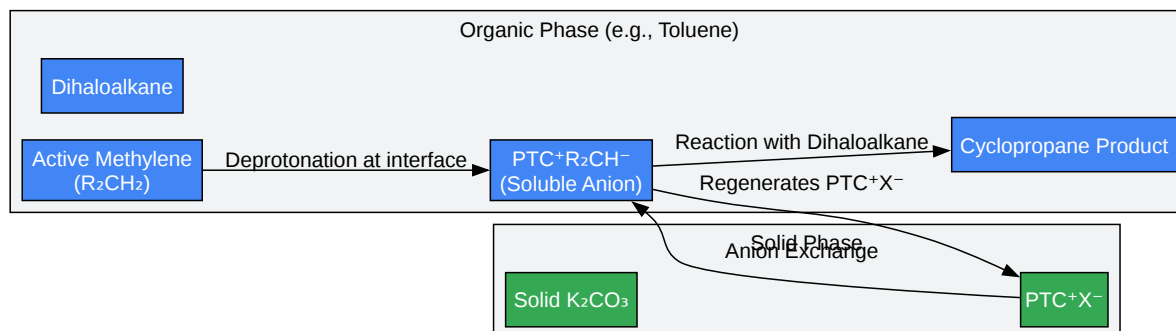 Organic Phase (e.g., Toluene)
Dihaloalkane
Active Methylene
(R₂CH₂)
Deprotonation at interface
PTC⁺R₂CH⁻
(Soluble Anion)
Reaction with Dihaloalkane
Cyclopropane Product
Regenerates PTC⁺X⁻
Solid Phase
Anion Exchange
Solid K₂CO₃
PTC⁺X⁻